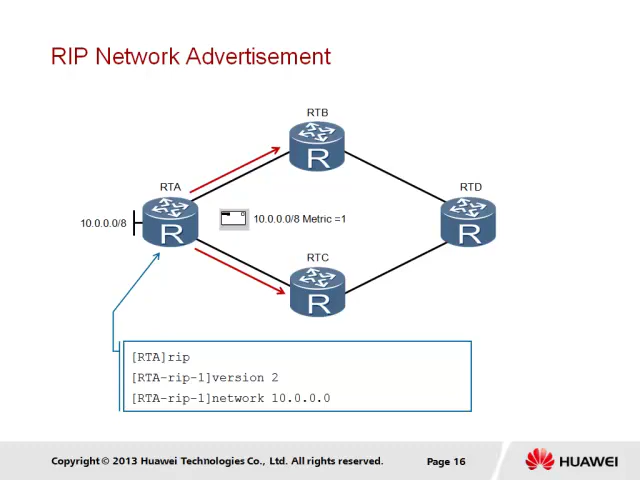 RIP Network Advertisement
RTB
R
RTA
RTD
10.0.0.0/8
R
10.0.0.0/8 Metric =1
R
RTC
R
[RTA]rip
[RTA-rip-1]version 2
[RTA-rip-1]network 10.0.0.0
Copyright © 2013 Huawei Technologies Co., Ltd. All rights reserved.
Page 16
HUAWEI